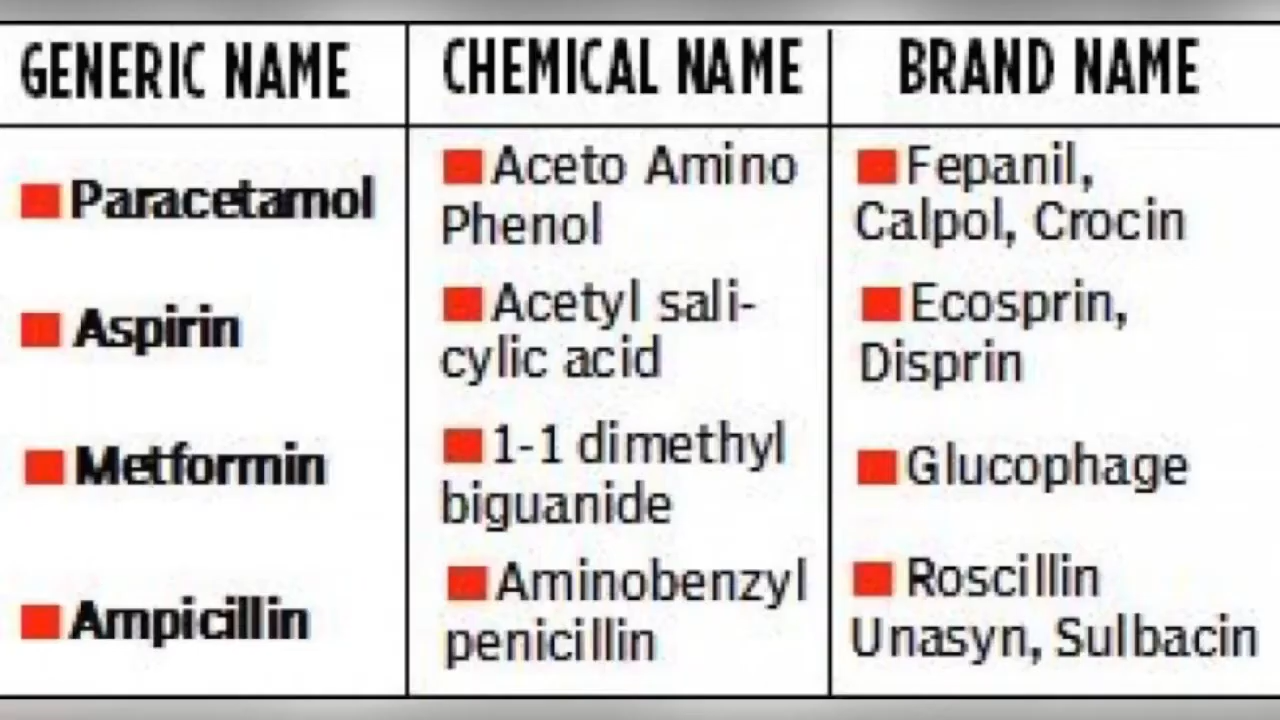 GENERIC NAME CHEMICAL NAME BRAND NAME
Paracetamol
Aceto Amino
Phenol
Fepanil,
Calpol, Crocin
Aspirin
Acetyl sali-
cylic acid
Ecosprin,
Disprin
Metformin
1-1 dimethyl
biguanide
Glucophage
Ampicillin
Aminobenzyl
penicillin
Roscillin
Unasyn, Sulbacin